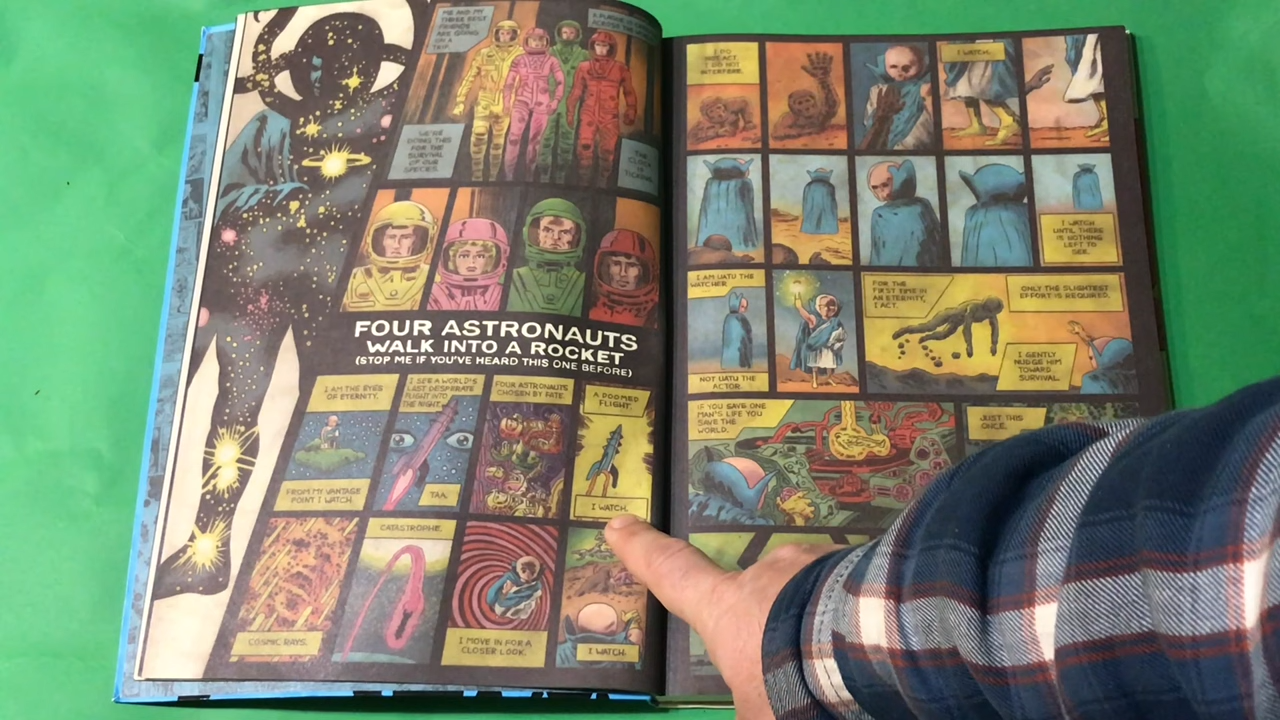 ME AND MY
THREE BEST
FRIENDS
ARE GOING
ON A
TRIP.
A PLAGUE IS
ACROSS THE
WE'RE
DOING THIS
FOR THE
SURVIVAL
OF OUR
SPECIES.
THE
CLOCK IS
TICKING.
FOUR ASTRONAUTS
WALK INTO A ROCKET
(STOP ME IF YOU'VE HEARD THIS ONE BEFORE)
I AM THE EYES
OF ETERNITY.
FROM MY VANTAGE
POINT I WATCH.
I SEE A WORLD'S
LAST DESPERATE
FLIGHT INTO
THE NIGHT.
TAA.
FOUR ASTRONAUTS
CHOSEN BY FATE.
A DOOMED
FLIGHT.
I WATCH.
COSMIC RAYS.
CATASTROPHE.
I MOVE IN FOR A
CLOSER LOOK.
I WATCH.
I DO
NOT ACT.
I DO NOT
INTERFERE.
I WATCH.
I WATCH
UNTIL THERE
IS NOTHING
LEFT TO
SEE.
I AM UATU THE
WATCHER
NOT UATU THE
ACTOR.
FOR THE
FIRST TIME IN
AN ETERNITY,
I ACT.
ONLY THE SLIGHTEST
EFFORT IS REQUIRED.
I GENTLY
NUDGE HIM
TOWARD
SURVIVAL.
IF YOU SAVE ONE
MAN'S LIFE YOU
SAVE THE
WORLD.
JUST THIS
ONCE.